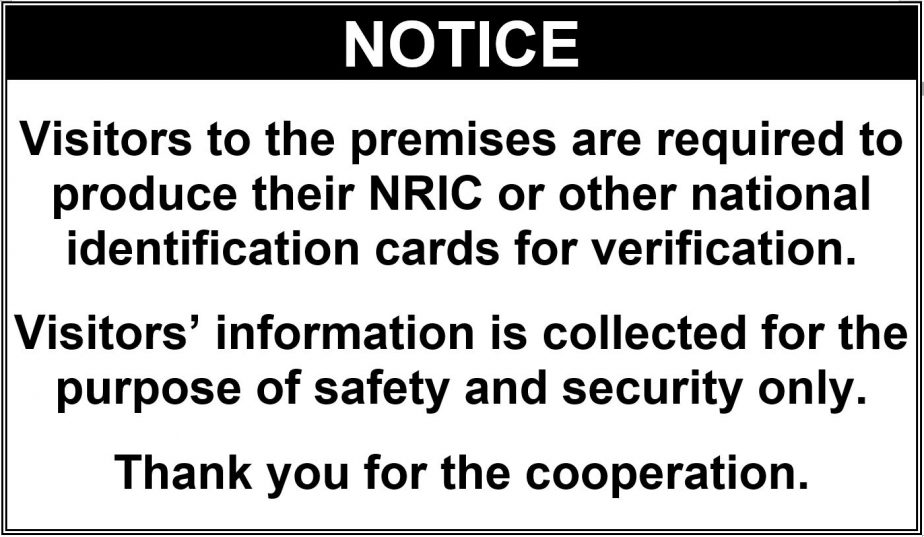 NOTICE
Visitors to the premises are required to
produce their NRIC or other national
identification cards for verification.
Visitors’ information is collected for the
purpose of safety and security only.
Thank you for the cooperation.